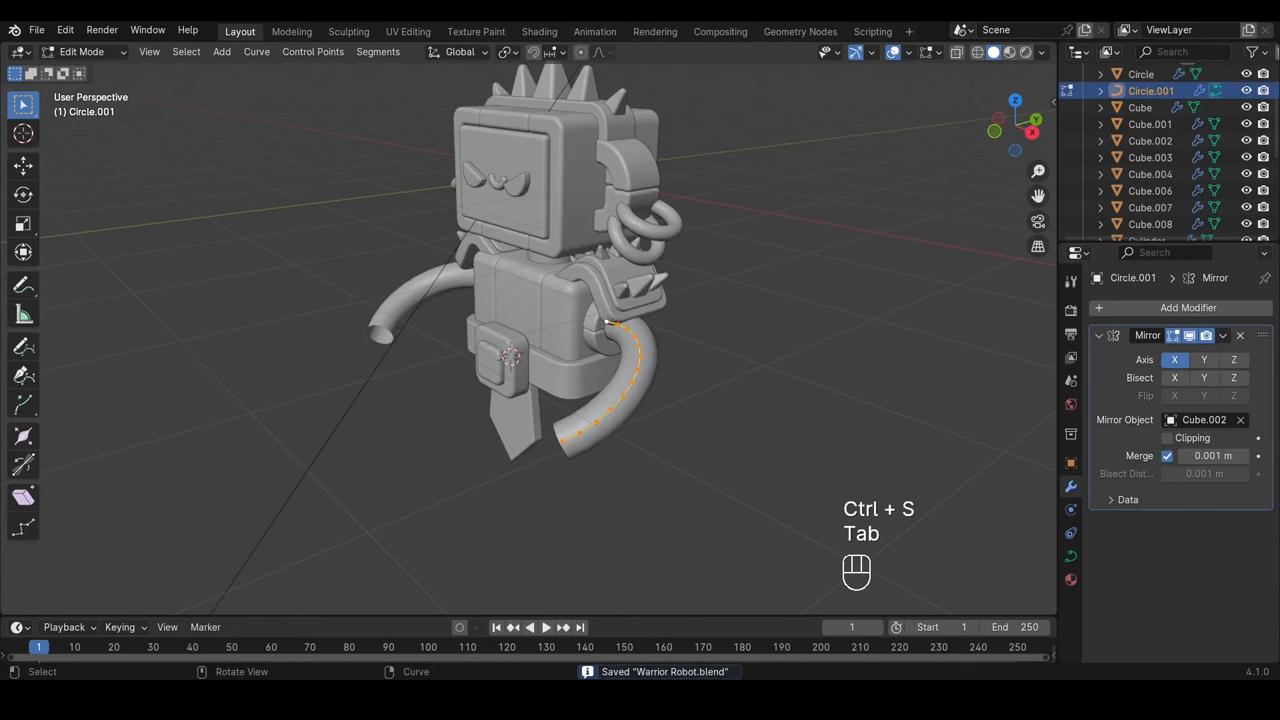 File Edit Render Window Help Layout Modeling Sculpting UV Editing Texture Paint Shading Animation Rendering Compositing Geometry Nodes Scripting + Scene ViewLayer
Edit Mode View Select Add Curve Control Points Segments Global Search
User Perspective
(1) Circle.001
Z
Y
X
Circle
Circle.001
Cube
Cube.001
Cube.002
Cube.003
Cube.004
Cube.006
Cube.007
Cube.008
Cylinder
Search
Circle.001 > Mirror
+ Add Modifier
Mirror
Axis X Y Z
Bisect X Y Z
Flip X Y Z
Mirror Object Cube.002
Clipping
Merge 0.001 m
Bisect Dist... 0.001 m
Data
Ctrl + S
Tab
Playback Keying View Marker 1 Start 1 End 250
1 10 20 30 40 50 60 70 80 90 100 110 120 130 140 150 160 170 180 190 200 210 220 230 240 250
Select Rotate View Curve Saved "Warrior Robot.blend" 4.1.0